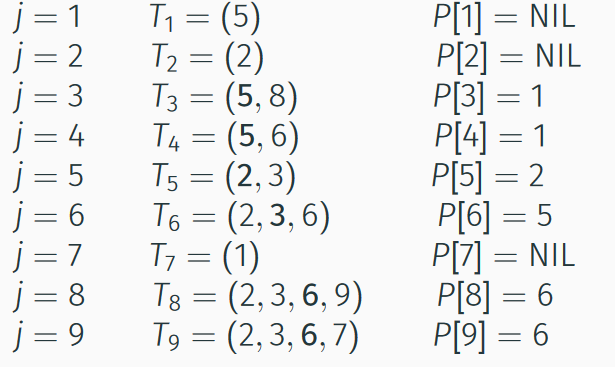 j = 1 T₁ = (5) P[1] = NIL
j = 2 T₂ = (2) P[2] = NIL
j = 3 T₃ = (5, 8) P[3] = 1
j = 4 T₄ = (5, 6) P[4] = 1
j = 5 T₅ = (2, 3) P[5] = 2
j = 6 T₆ = (2, 3, 6) P[6] = 5
j = 7 T₇ = (1) P[7] = NIL
j = 8 T₈ = (2, 3, 6, 9) P[8] = 6
j = 9 T₉ = (2, 3, 6, 7) P[9] = 6